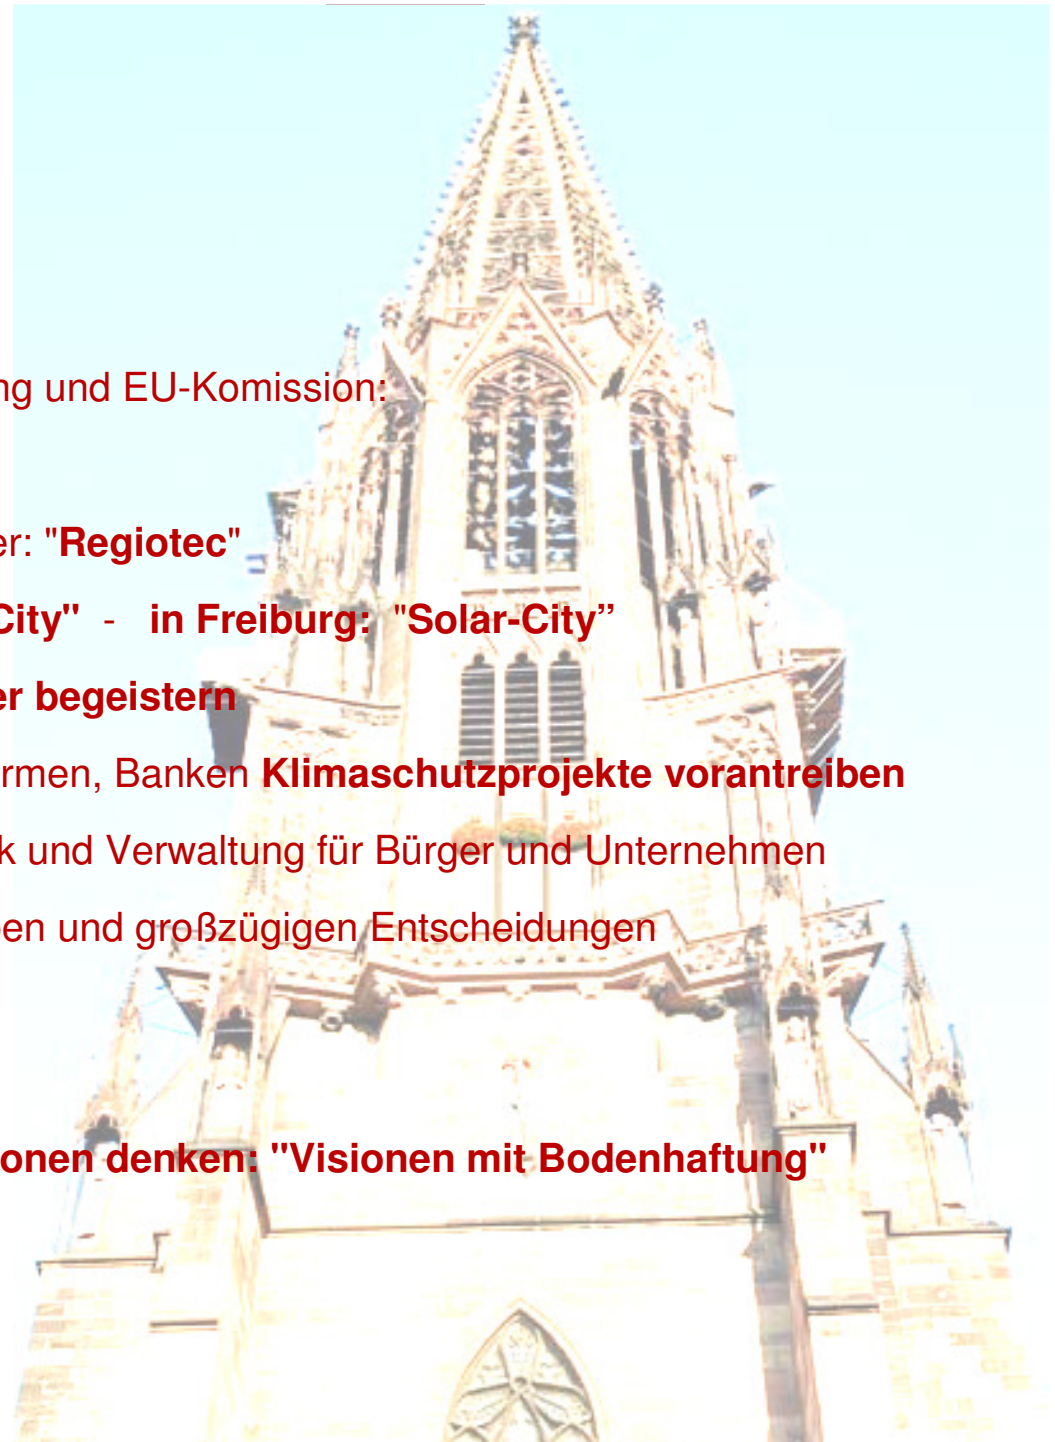 ng und EU-Komission:
er: "Regiotec"
City" - in Freiburg: "Solar-City”
er begeistern
rmen, Banken Klimaschutzprojekte vorantreiben
k und Verwaltung für Bürger und Unternehmen
en und großzügigen Entscheidungen
onen denken: "Visionen mit Bodenhaftung"